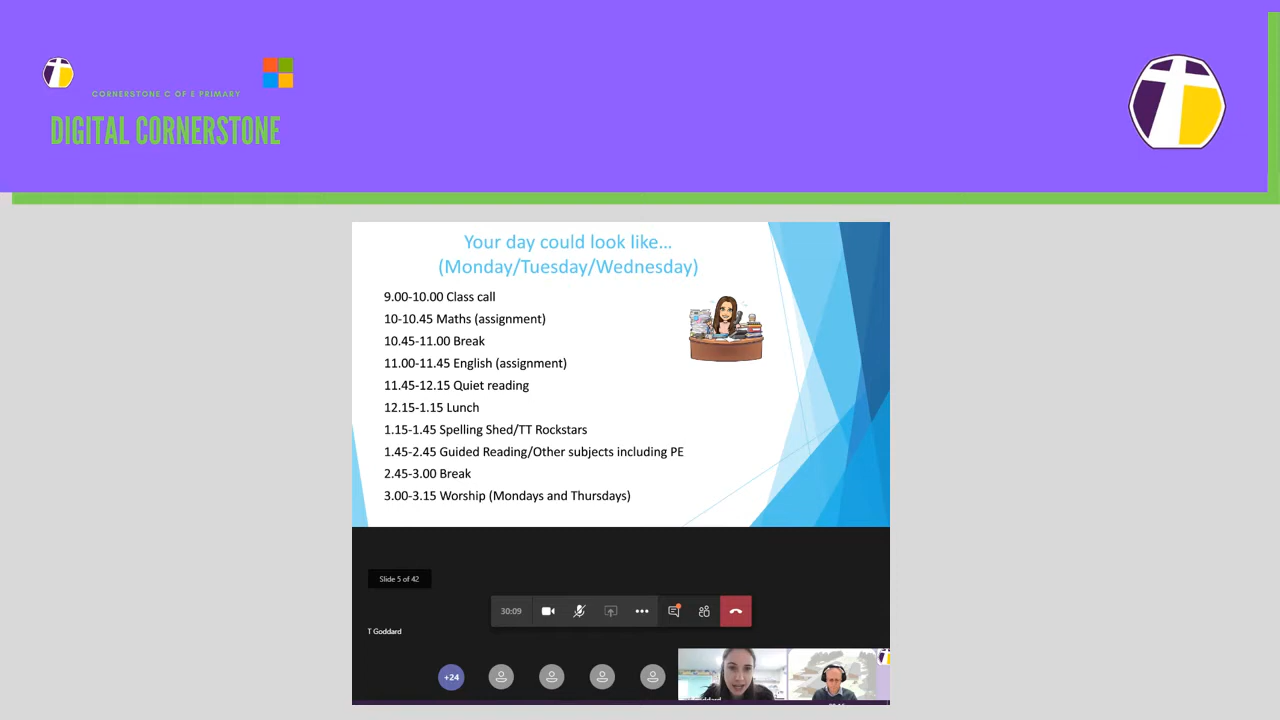 CORNERSTONE C OF E PRIMARY
DIGITAL CORNERSTONE
Your day could look like…
(Monday/Tuesday/Wednesday)
9.00-10.00 Class call
10-10.45 Maths (assignment)
10.45-11.00 Break
11.00-11.45 English (assignment)
11.45-12.15 Quiet reading
12.15-1.15 Lunch
1.15-1.45 Spelling Shed/TT Rockstars
1.45-2.45 Guided Reading/Other subjects including PE
2.45-3.00 Break
3.00-3.15 Worship (Mondays and Thursdays)
Slide 5 of 42
30:09
T Goddard
+24